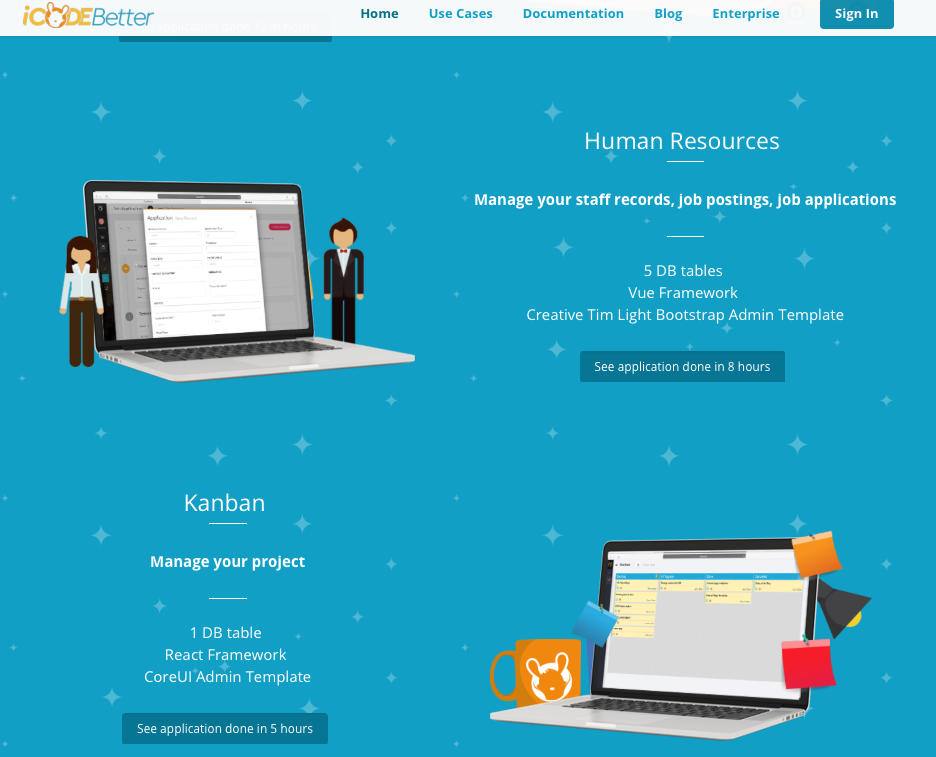 iCODEBetter
Home
Use Cases
Documentation
Blog
Enterprise
Sign In
Human Resources
Manage your staff records, job postings, job applications
5 DB tables
Vue Framework
Creative Tim Light Bootstrap Admin Template
See application done in 8 hours
Application
Kanban
Manage your project
1 DB table
React Framework
CoreUI Admin Template
See application done in 5 hours